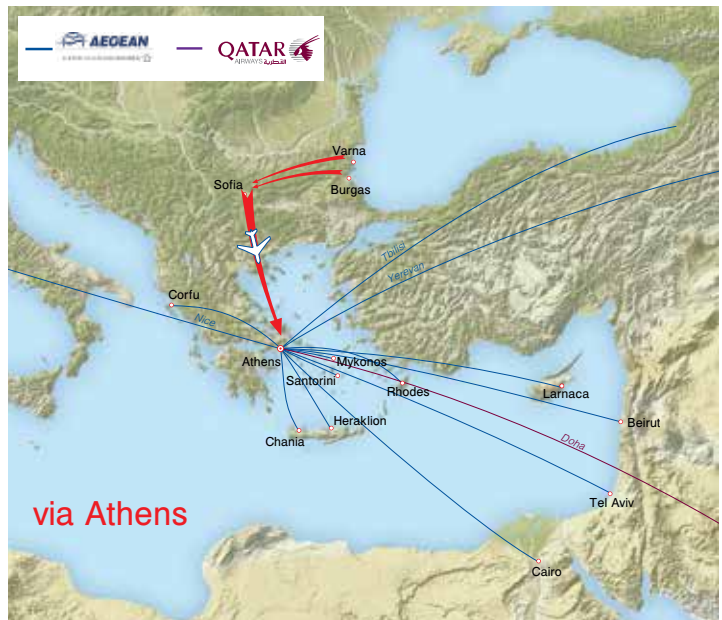 AEGEAN
QATAR
AIRWAYS القطرية
Varna
Sofia
Burgas
Tbilisi
Yerevan
Corfu
Nice
Athens
Mykonos
Santorini
Rhodes
Larnaca
Heraklion
Beirut
Chania
Doha
Tel Aviv
via Athens
Cairo